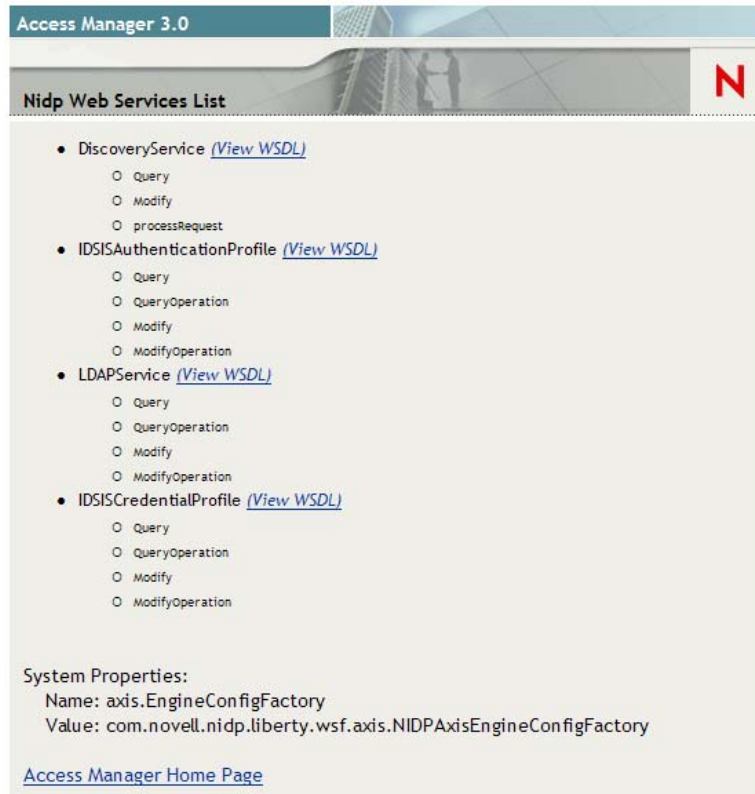 Access Manager 3.0
N
Nidp Web Services List
DiscoveryService (View WSDL)
Query
Modify
processRequest
IDSISAuthenticationProfile (View WSDL)
Query
QueryOperation
Modify
ModifyOperation
LDAPService (View WSDL)
Query
QueryOperation
Modify
ModifyOperation
IDSISCredentialProfile (View WSDL)
Query
QueryOperation
Modify
ModifyOperation
System Properties:
Name: axis.EngineConfigFactory
Value: com.novell.nidp.liberty.wsf.axis.NIDPAxisEngineConfigFactory
Access Manager Home Page